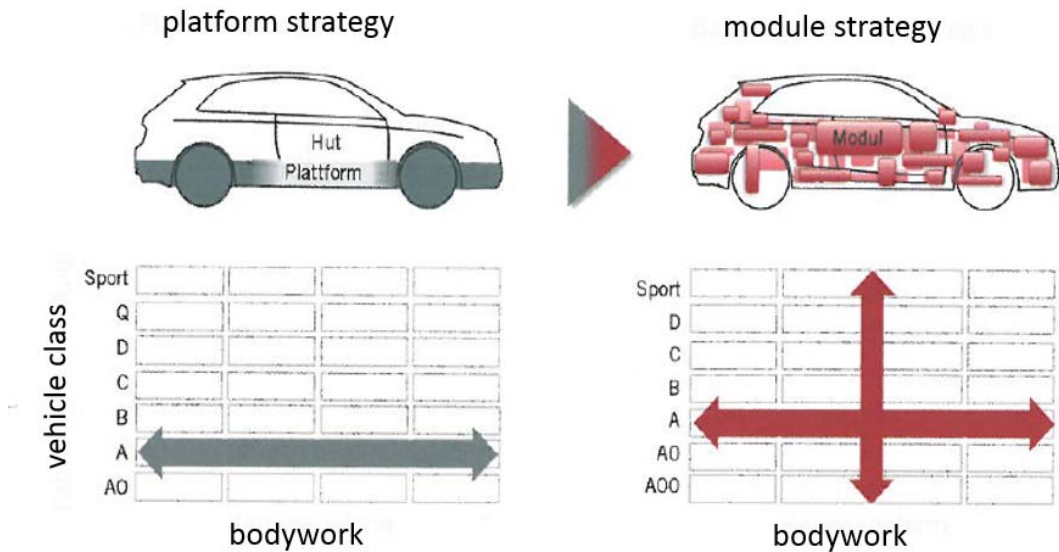 platform strategy
module strategy
Hut
Plattform
Modul
vehicle class
Sport
Q
D
C
B
A
A0
bodywork
Sport
D
C
B
A
A0
A00
bodywork